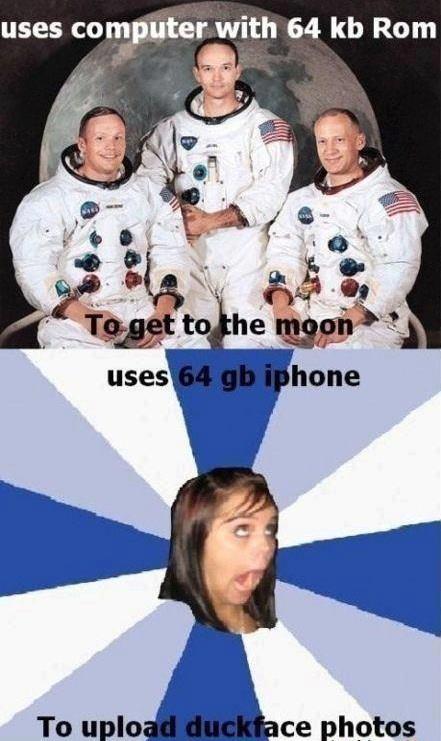 uses computer with 64 kb Rom
To get to the moon
uses 64 gb iphone
To upload duckface photos